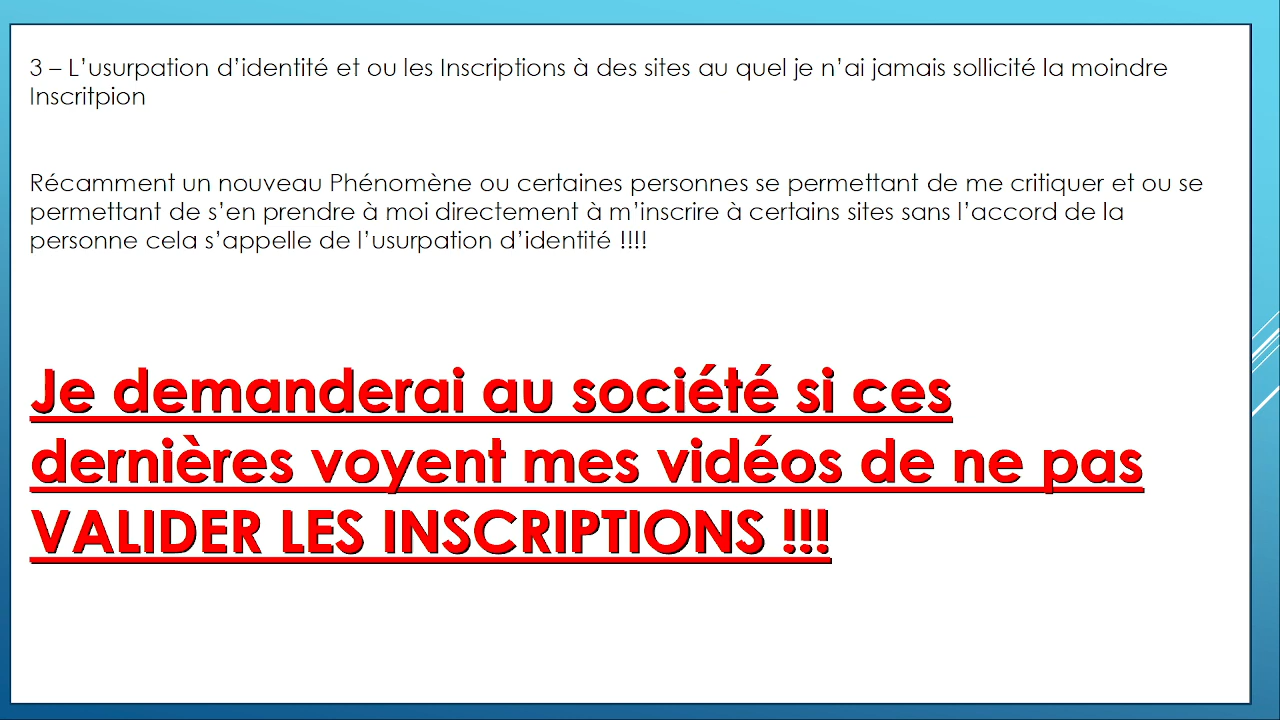 3 – L’usurpation d’identité et ou les Inscriptions à des sites au quel je n’ai jamais sollicité la moindre
Inscritpion
Récamment un nouveau Phénomène ou certaines personnes se permettant de me critiquer et ou se
permettant de s’en prendre à moi directement à m’inscrire à certains sites sans l’accord de la
personne cela s’appelle de l’usurpation d’identité !!!!
Je demanderai au société si ces
dernières voyent mes vidéos de ne pas
VALIDER LES INSCRIPTIONS !!!